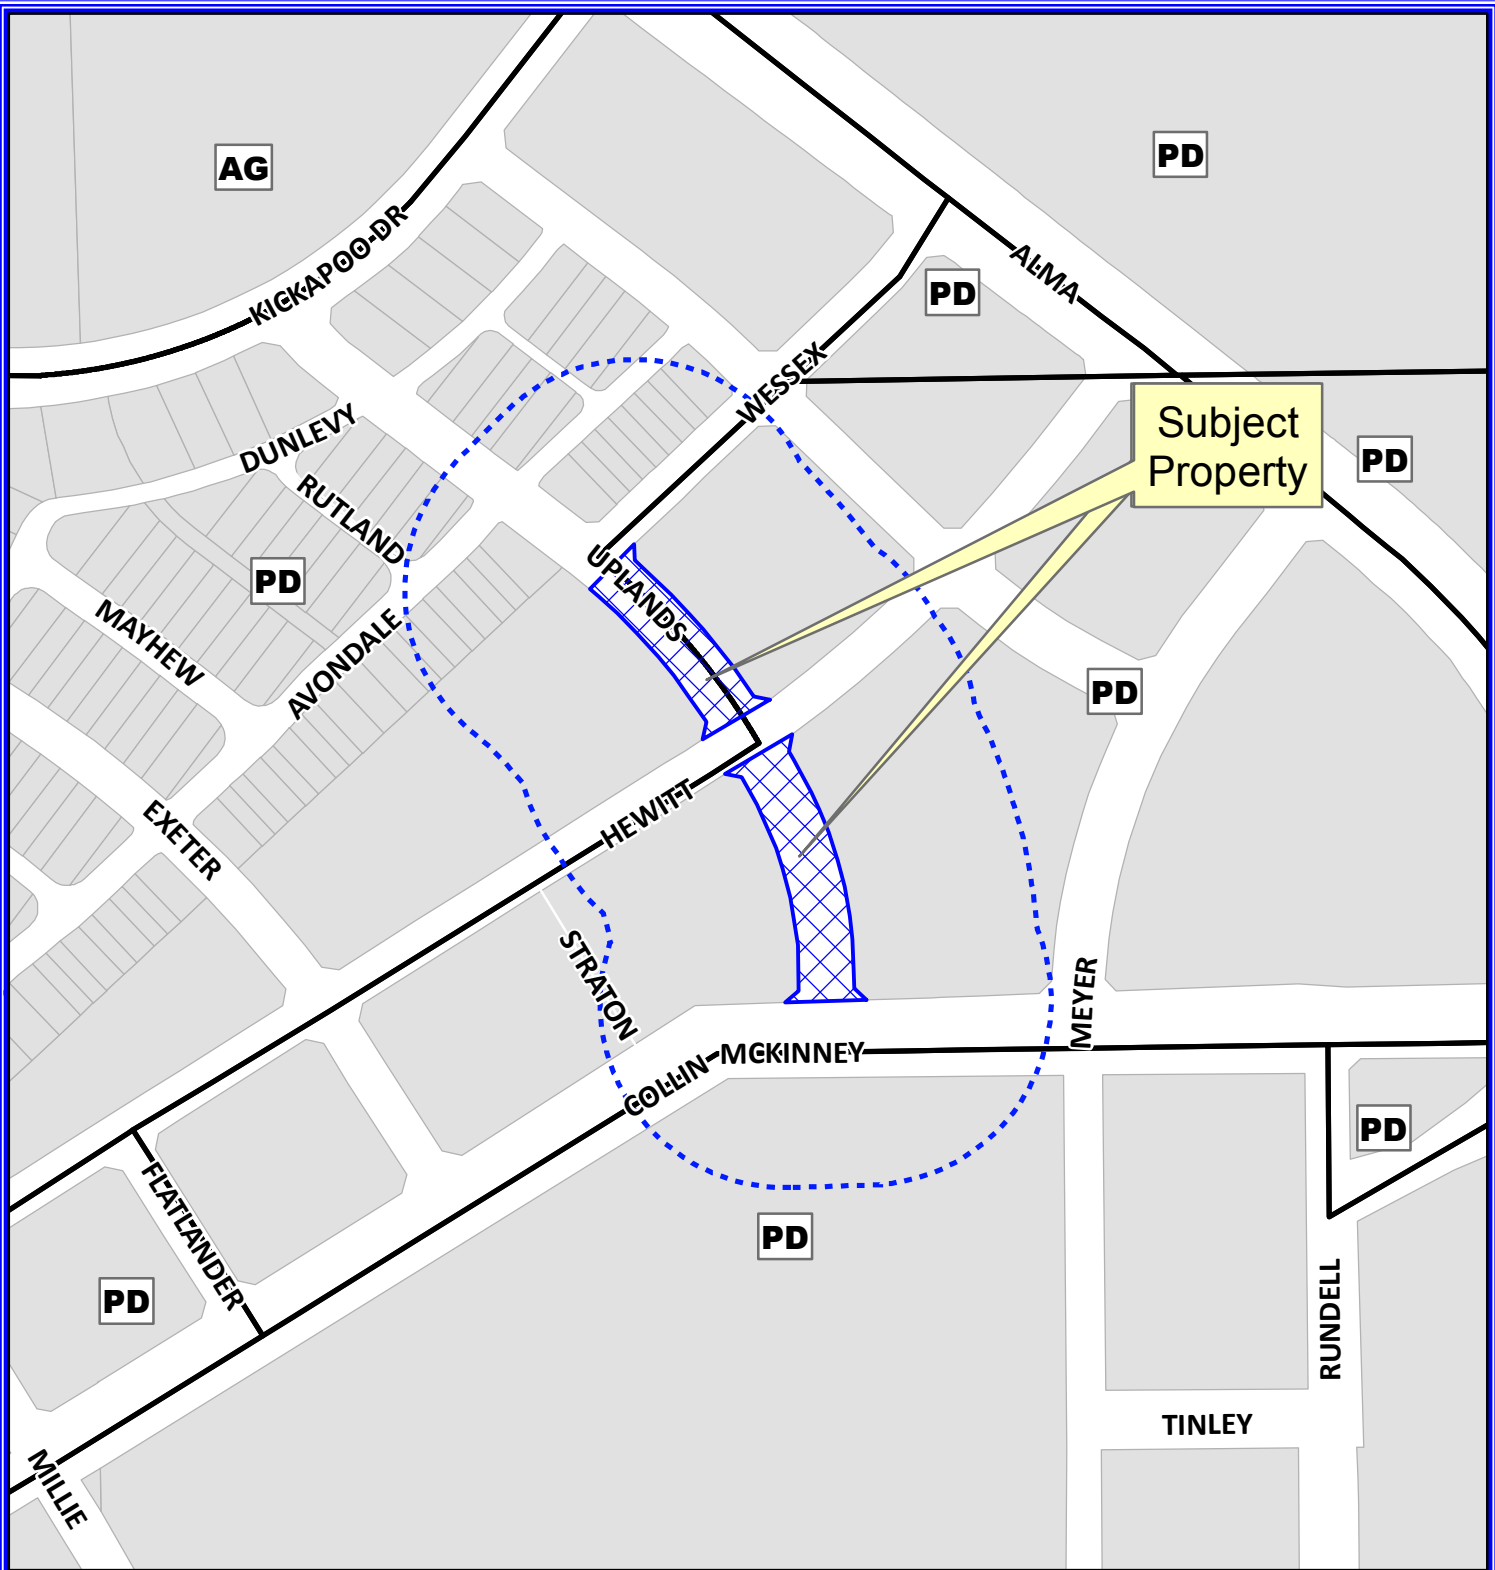 PD
AG
KICKAPOO DR
ALMA
PD
WESSEX
Subject
Property
DUNLEVY
PD
RUTLAND
UPLANDS
PD
MAYHEW
AVONDALE
PD
HEWITT
EXETER
STRATON
MEYER
COLLIN MCKINNEY
PD
FLATLANDER
PD
PD
RUNDELL
TINLEY
MILLIE